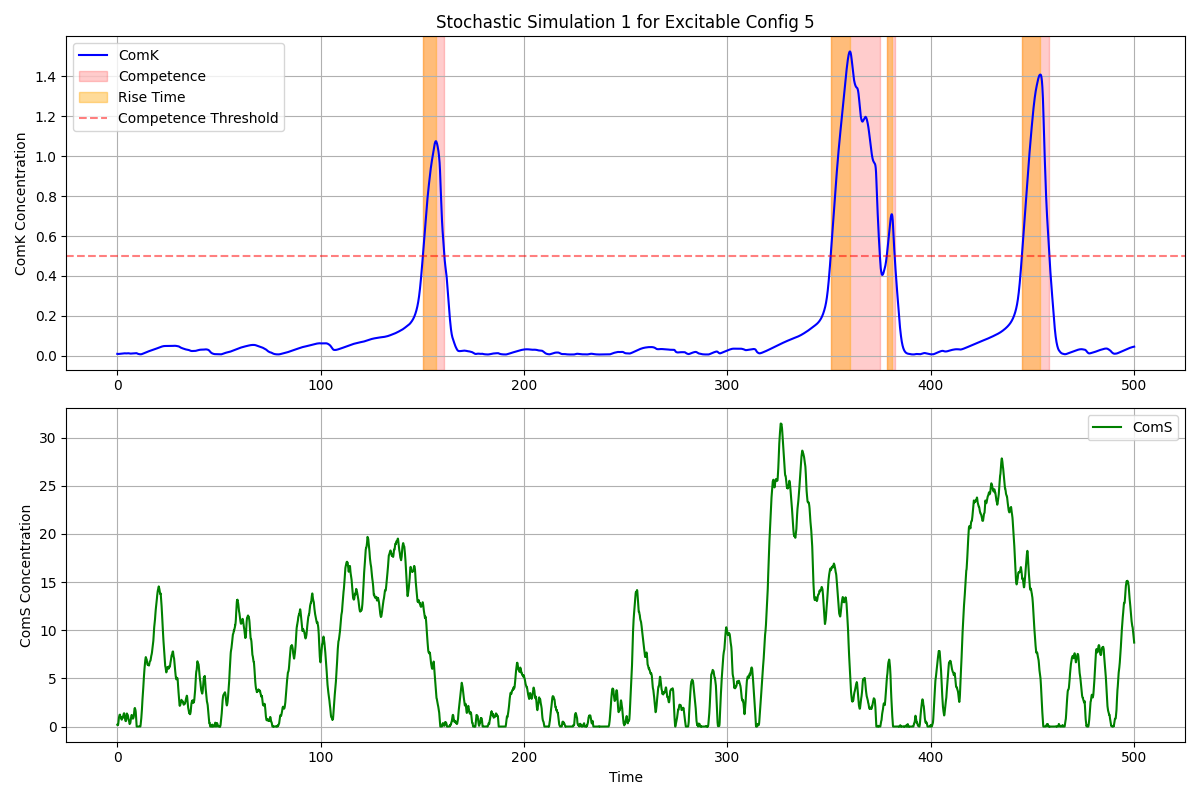 Stochastic Simulation 1 for Excitable Config 5
ComK
Competence
Rise Time
Competence Threshold
ComK Concentration
1.4
1.2
1.0
0.8
0.6
0.4
0.2
0.0
0 100 200 300 400 500
ComS
ComS Concentration
30
25
20
15
10
5
0
0 100 200 300 400 500
Time